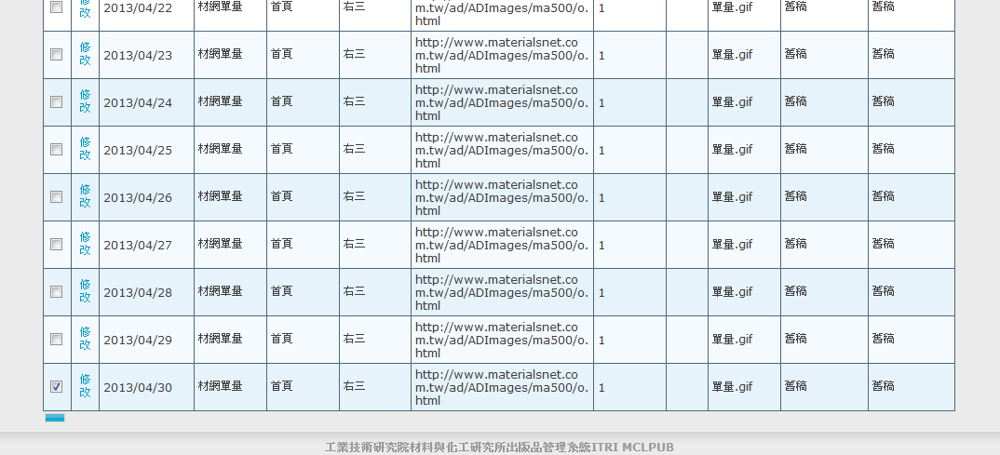 修 2013/04/22 材網單量 首頁 右三 m.tw/ad/ADImages/ma500/o. 1 單量.gif 舊稿 舊稿
改 html
修 http://www.materialsnet.co
2013/04/23 材網單量 首頁 右三 m.tw/ad/ADImages/ma500/o. 1 單量.gif 舊稿 舊稿
改 html
修 http://www.materialsnet.co
2013/04/24 材網單量 首頁 右三 m.tw/ad/ADImages/ma500/o. 1 單量.gif 舊稿 舊稿
改 html
修 http://www.materialsnet.co
2013/04/25 材網單量 首頁 右三 m.tw/ad/ADImages/ma500/o. 1 單量.gif 舊稿 舊稿
改 html
修 http://www.materialsnet.co
2013/04/26 材網單量 首頁 右三 m.tw/ad/ADImages/ma500/o. 1 單量.gif 舊稿 舊稿
改 html
修 http://www.materialsnet.co
2013/04/27 材網單量 首頁 右三 m.tw/ad/ADImages/ma500/o. 1 單量.gif 舊稿 舊稿
改 html
修 http://www.materialsnet.co
2013/04/28 材網單量 首頁 右三 m.tw/ad/ADImages/ma500/o. 1 單量.gif 舊稿 舊稿
改 html
修 http://www.materialsnet.co
2013/04/29 材網單量 首頁 右三 m.tw/ad/ADImages/ma500/o. 1 單量.gif 舊稿 舊稿
改 html
修 http://www.materialsnet.co
2013/04/30 材網單量 首頁 右三 m.tw/ad/ADImages/ma500/o. 1 單量.gif 舊稿 舊稿
改 html
工業技術研究院材料與化工研究所出版品管理系統ITRI MCLPUB